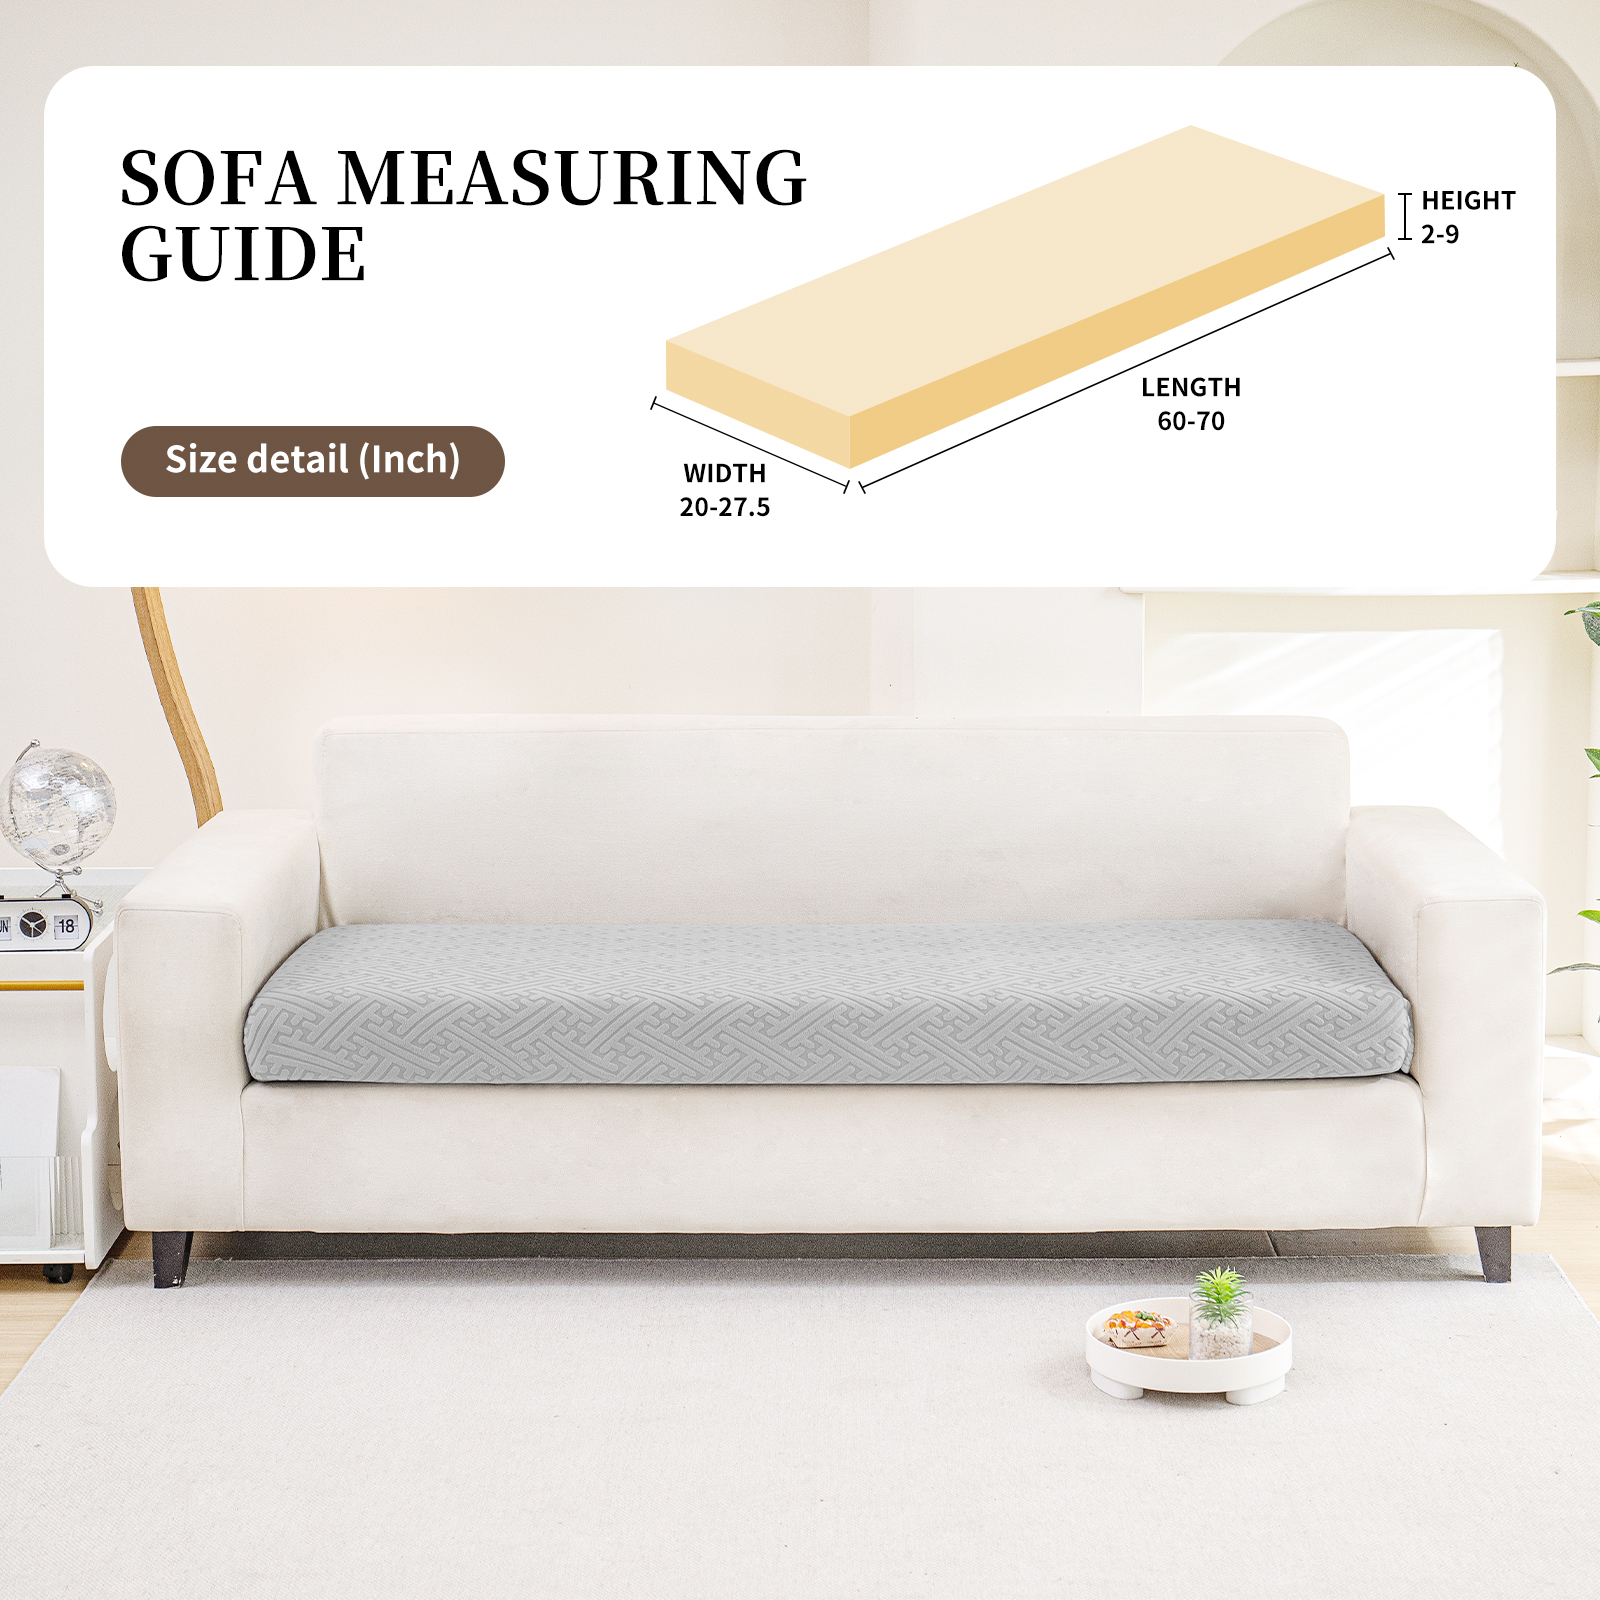 SOFA MEASURING
GUIDE
HEIGHT
2-9
LENGTH
60-70
Size detail (Inch)
WIDTH
20-27.5
18